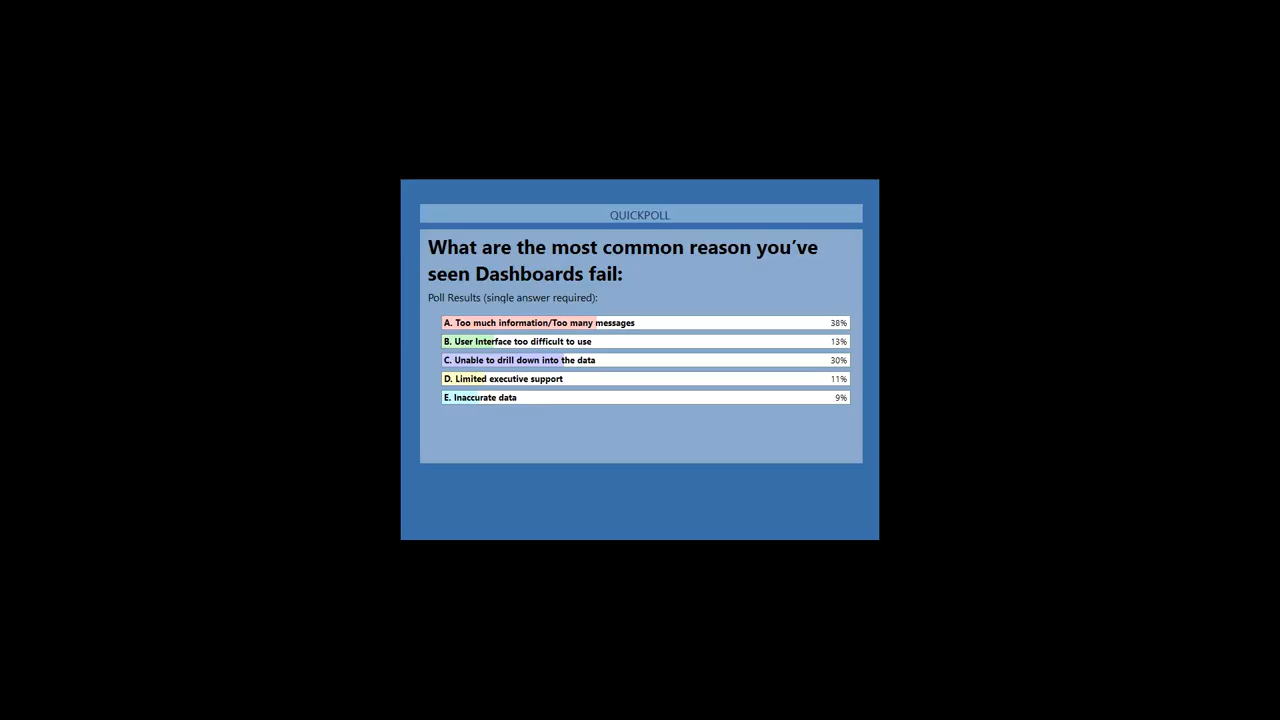 QUICKPOLL
What are the most common reason you’ve
seen Dashboards fail:
Poll Results (single answer required):
A. Too much information/Too many messages 38%
B. User Interface too difficult to use 13%
C. Unable to drill down into the data 30%
D. Limited executive support 11%
E. Inaccurate data 9%